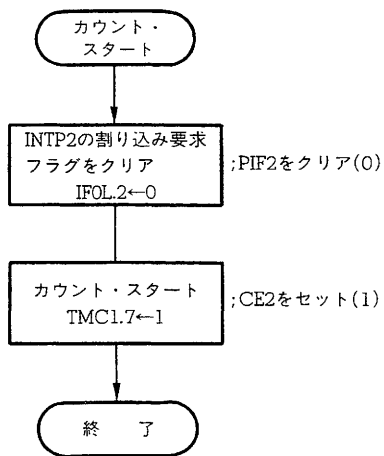 カウント・
スタート
INTP2の割り込み要求
フラグをクリア
IF0L.2←0
;PIF2をクリア(0)
カウント・スタート
TMC1.7←1
;CE2をセット(1)
終 了